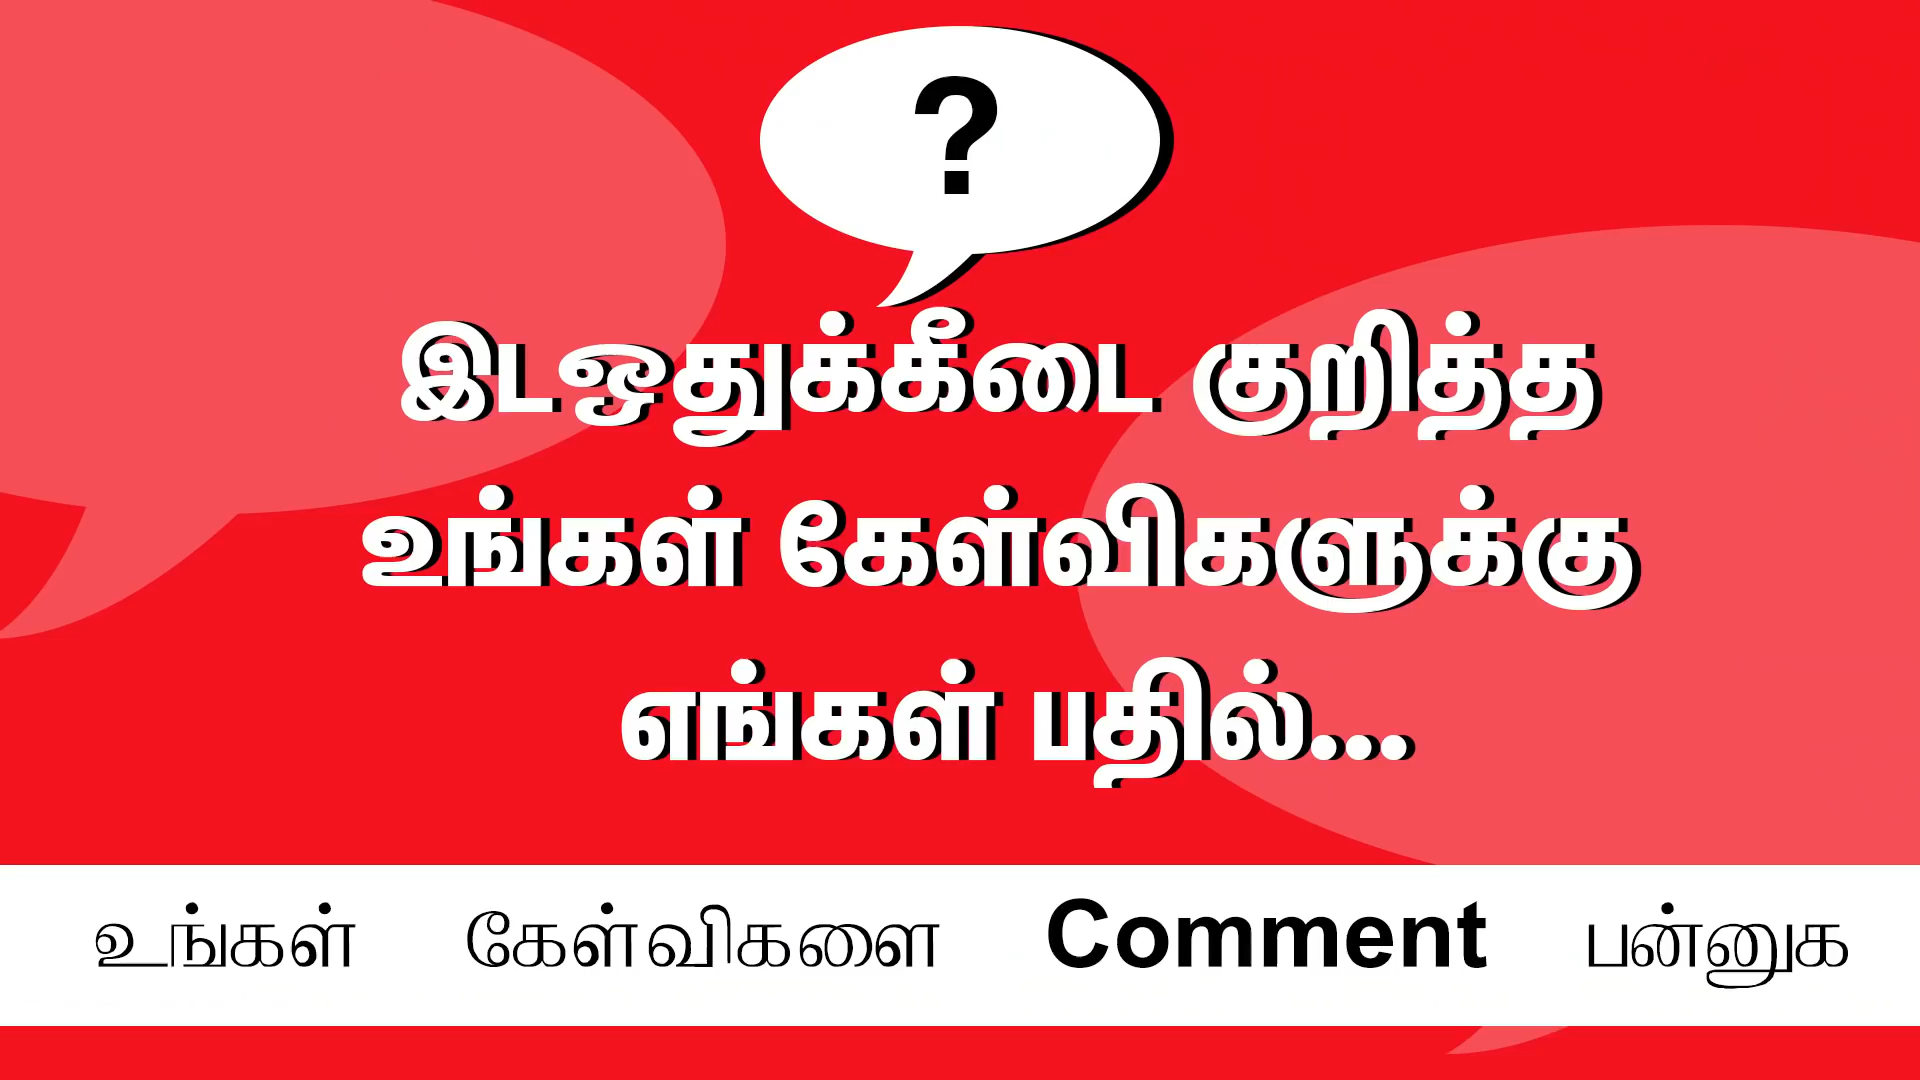 ?
இடஒதுக்கீடை குறித்த
உங்கள் கேள்விகளுக்கு
எங்கள் பதில்...
உங்கள் கேள்விகளை Comment பன்னுக